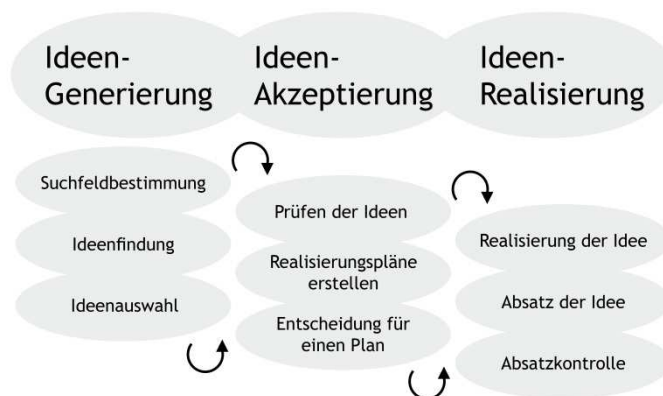 Ideen-
Generierung
Ideen-
Akzeptierung
Ideen-
Realisierung
Suchfeldbestimmung
Ideenfindung
Ideenauswahl
Prüfen der Ideen
Realisierungspläne
erstellen
Entscheidung für
einen Plan
Realisierung der Idee
Absatz der Idee
Absatzkontrolle